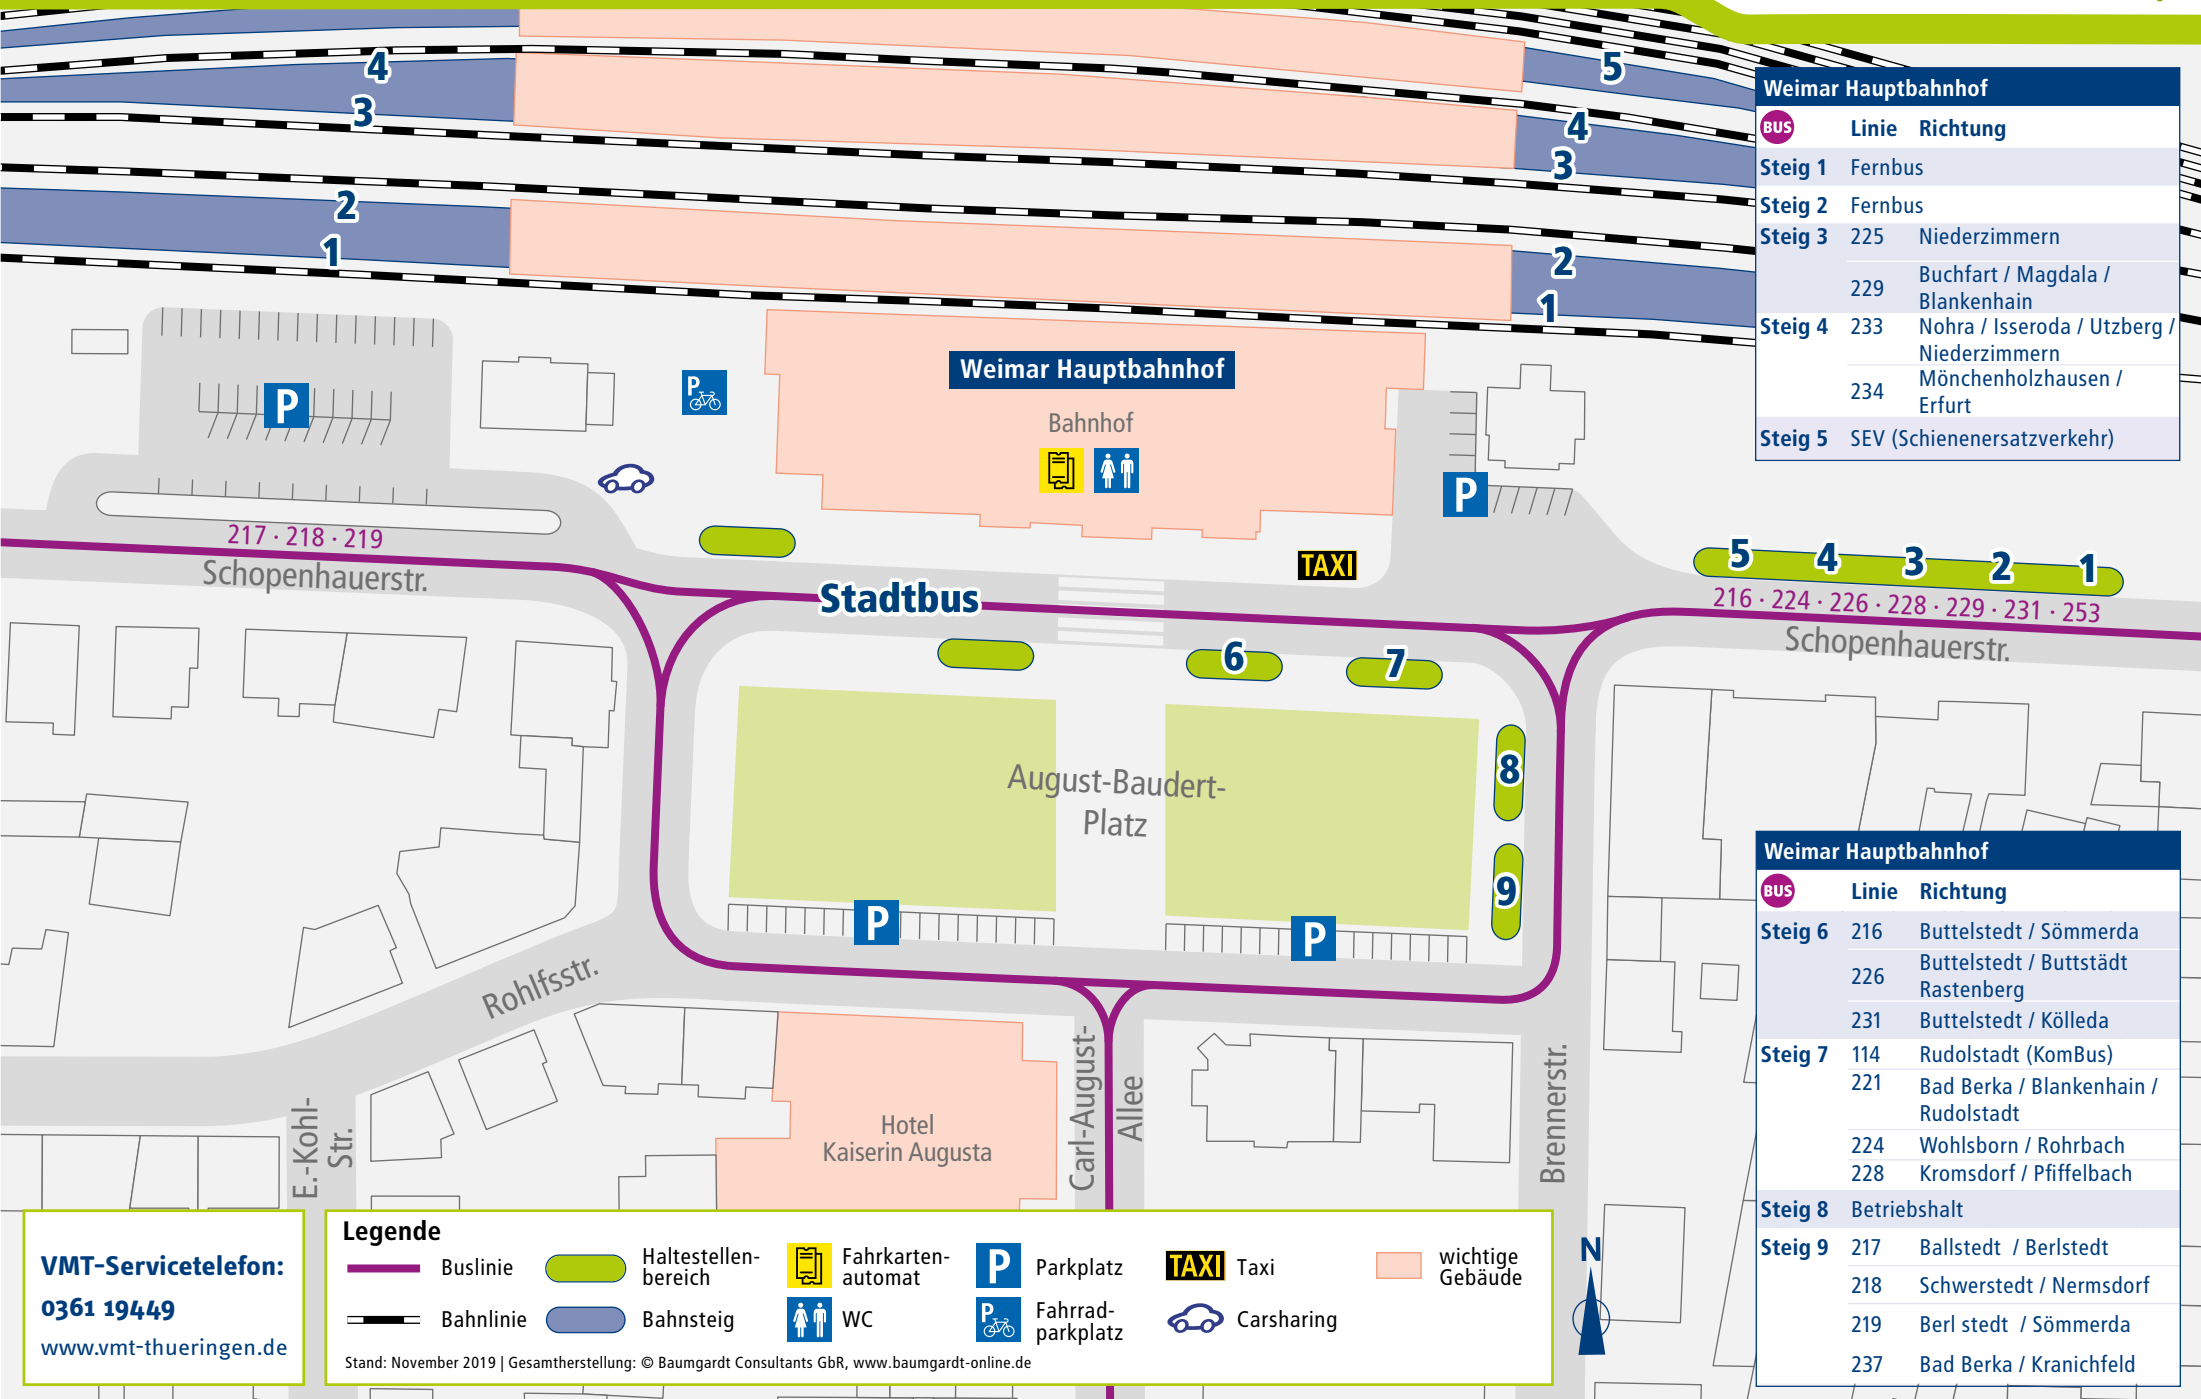 4
3
2
1
5
4
3
2
1
Weimar Hauptbahnhof
BUS Linie Richtung
Steig 1 Fernbus
Steig 2 Fernbus
Steig 3 225 Niederzimmern
229 Buchfart / Magdala /
Blankenhain
Steig 4 233 Nohra / Isseroda / Utzberg /
Niederzimmern
234 Mönchenholzhausen /
Erfurt
Steig 5 SEV (Schienenersatzverkehr)
Weimar Hauptbahnhof
Bahnhof
P
P
P
TAXI
217 · 218 · 219
Schopenhauerstr.
Stadtbus
5 4 3 2 1
216 · 224 · 226 · 228 · 229 · 231 · 253
Schopenhauerstr.
6
7
8
9
August-Baudert-
Platz
P
P
Rohlfsstr.
E.-Kohl-
Str.
Hotel
Kaiserin Augusta
Carl-August-
Allee
Brennerstr.
Weimar Hauptbahnhof
BUS Linie Richtung
Steig 6 216 Buttelstedt / Sömmerda
226 Buttelstedt / Buttstädt
Rastenberg
231 Buttelstedt / Kölleda
Steig 7 114 Rudolstadt (KomBus)
221 Bad Berka / Blankenhain /
Rudolstadt
224 Wohlsborn / Rohrbach
228 Kromsdorf / Pfiffelbach
Steig 8 Betriebshalt
Steig 9 217 Ballstedt / Berlstedt
218 Schwerstedt / Nermsdorf
219 Berl stedt / Sömmerda
237 Bad Berka / Kranichfeld
VMT-Servicetelefon:
0361 19449
www.vmt-thueringen.de
Legende
Buslinie
Haltestellen-
bereich
Fahrkarten-
automat
P Parkplatz
TAXI Taxi
wichtige
Gebäude
Bahnlinie
Bahnsteig
WC
P Fahrrad-
parkplatz
Carsharing
Stand: November 2019 | Gesamtherstellung: © Baumgardt Consultants GbR, www.baumgardt-online.de
N